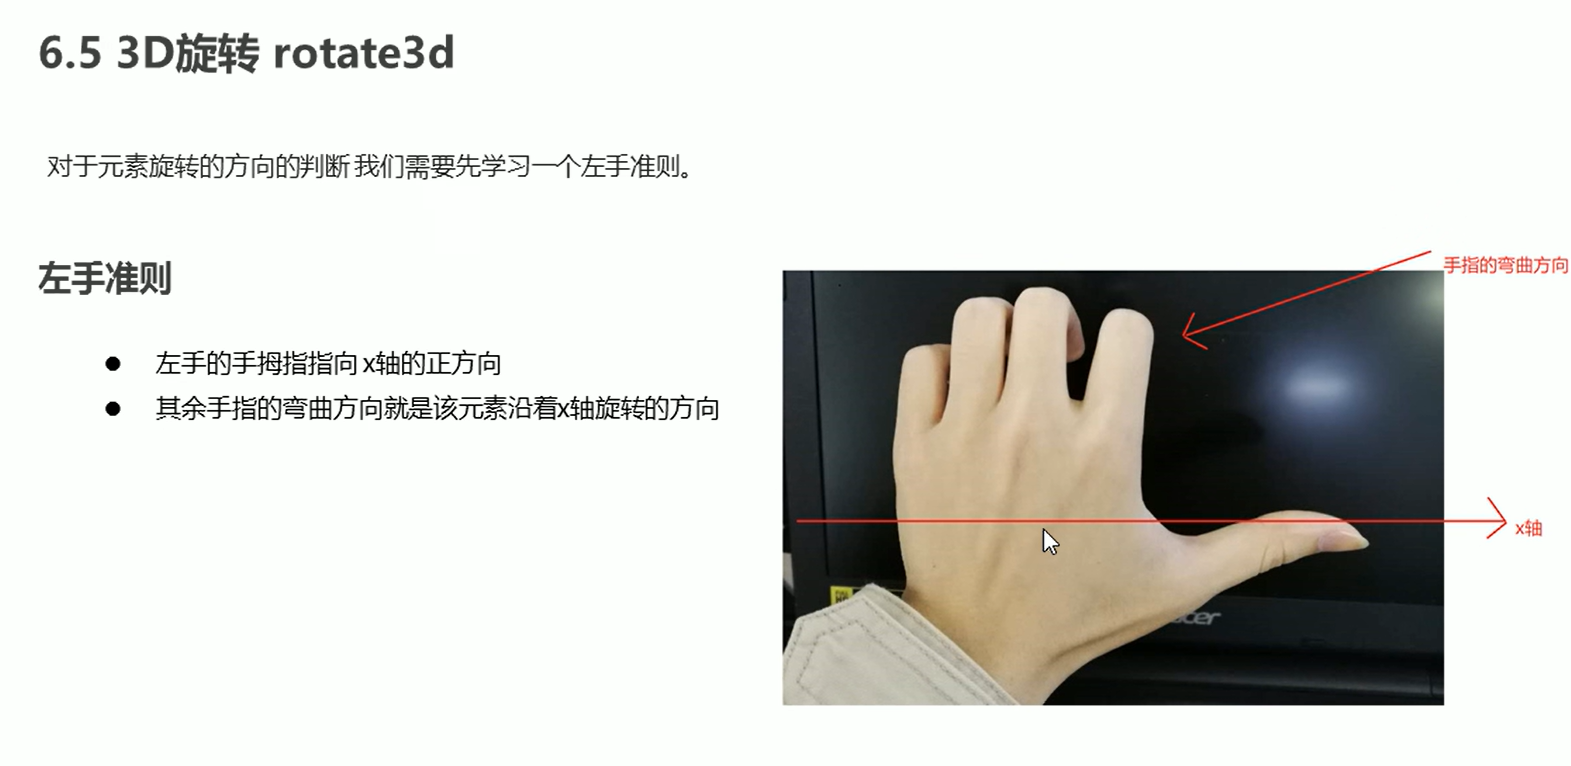 6.5 3D旋转 rotate3d
对于元素旋转的方向的判断 我们需要先学习一个左手准则。
左手准则
手指的弯曲方向
● 左手的手拇指指向 x轴的正方向
● 其余手指的弯曲方向就是该元素沿着x轴旋转的方向
x轴